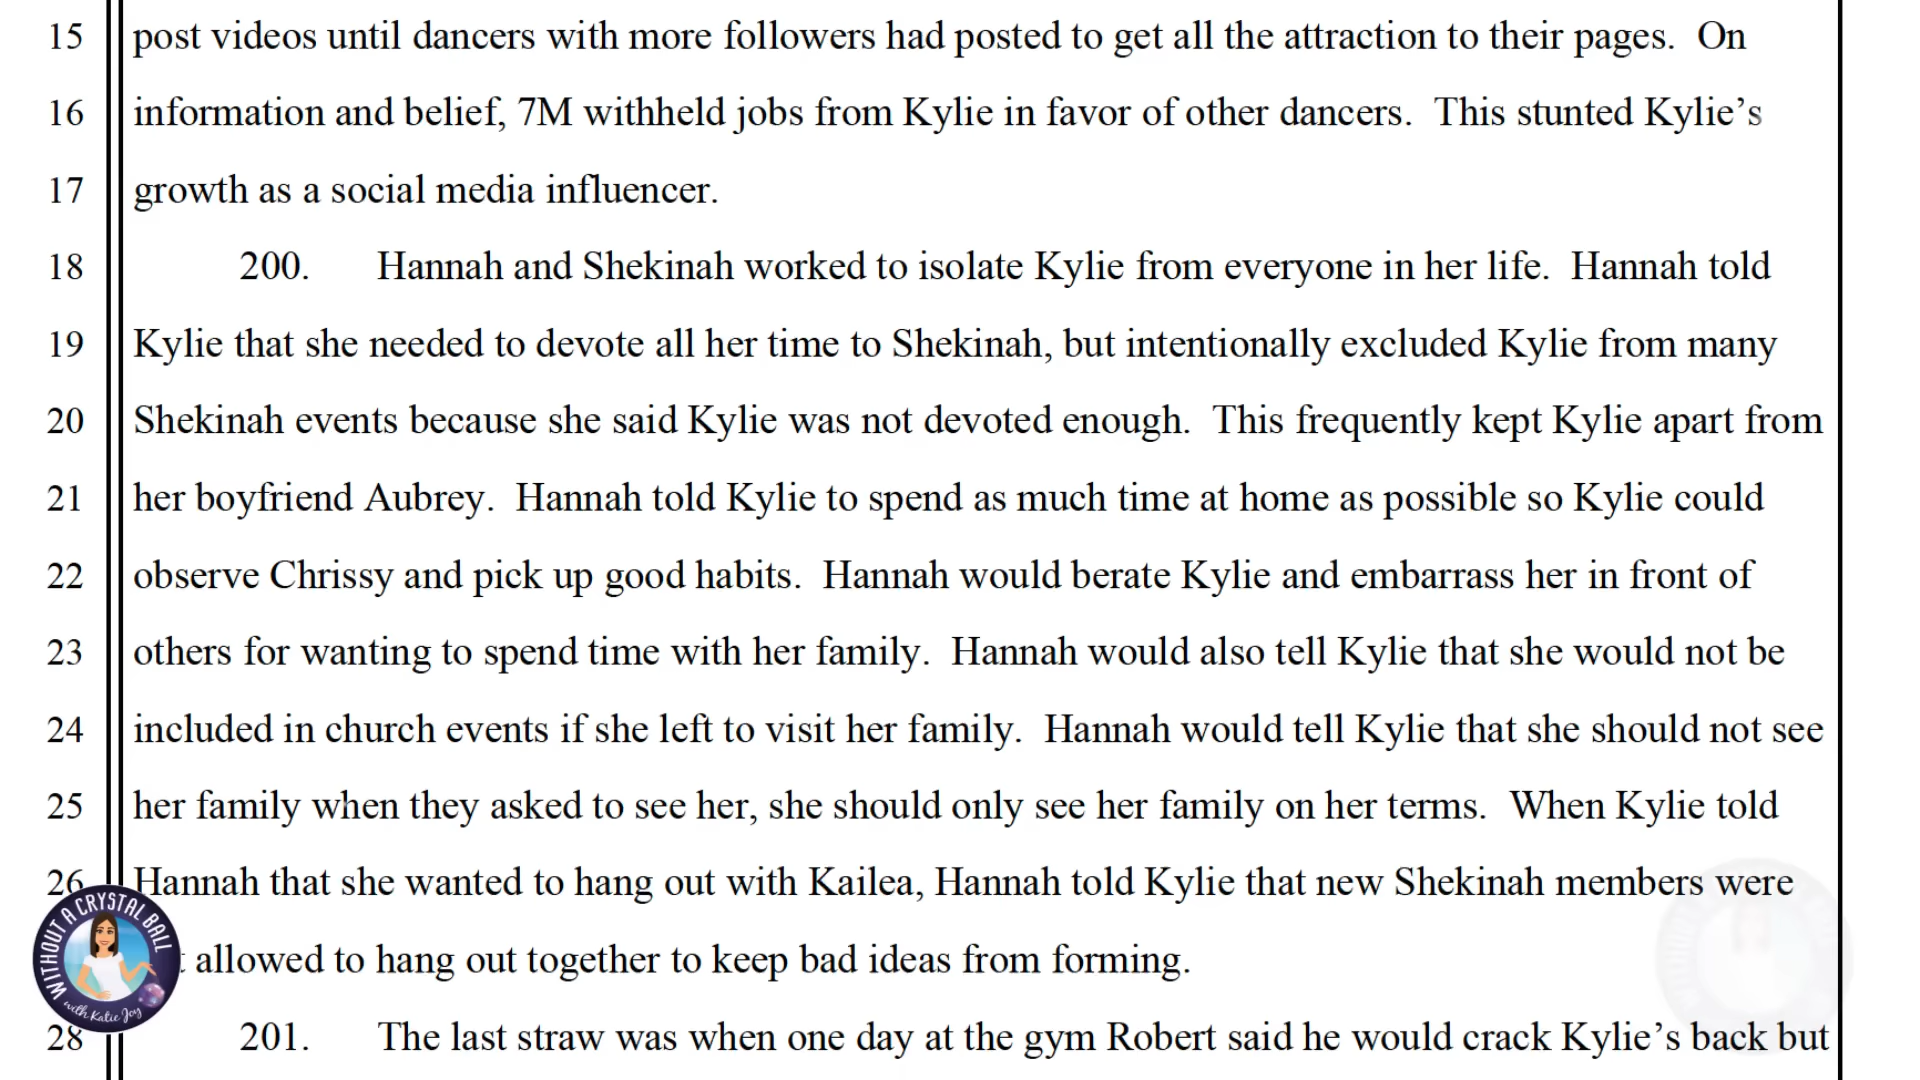 15 post videos until dancers with more followers had posted to get all the attraction to their pages. On
16 information and belief, 7M withheld jobs from Kylie in favor of other dancers. This stunted Kylie’s
17 growth as a social media influencer.
18 200. Hannah and Shekinah worked to isolate Kylie from everyone in her life. Hannah told
19 Kylie that she needed to devote all her time to Shekinah, but intentionally excluded Kylie from many
20 Shekinah events because she said Kylie was not devoted enough. This frequently kept Kylie apart from
21 her boyfriend Aubrey. Hannah told Kylie to spend as much time at home as possible so Kylie could
22 observe Chrissy and pick up good habits. Hannah would berate Kylie and embarrass her in front of
23 others for wanting to spend time with her family. Hannah would also tell Kylie that she would not be
24 included in church events if she left to visit her family. Hannah would tell Kylie that she should not see
25 her family when they asked to see her, she should only see her family on her terms. When Kylie told
26 Hannah that she wanted to hang out with Kailea, Hannah told Kylie that new Shekinah members were
allowed to hang out together to keep bad ideas from forming.
28 201. The last straw was when one day at the gym Robert said he would crack Kylie’s back but
WITHOUT A CRYSTAL BALL
with Katie Joy